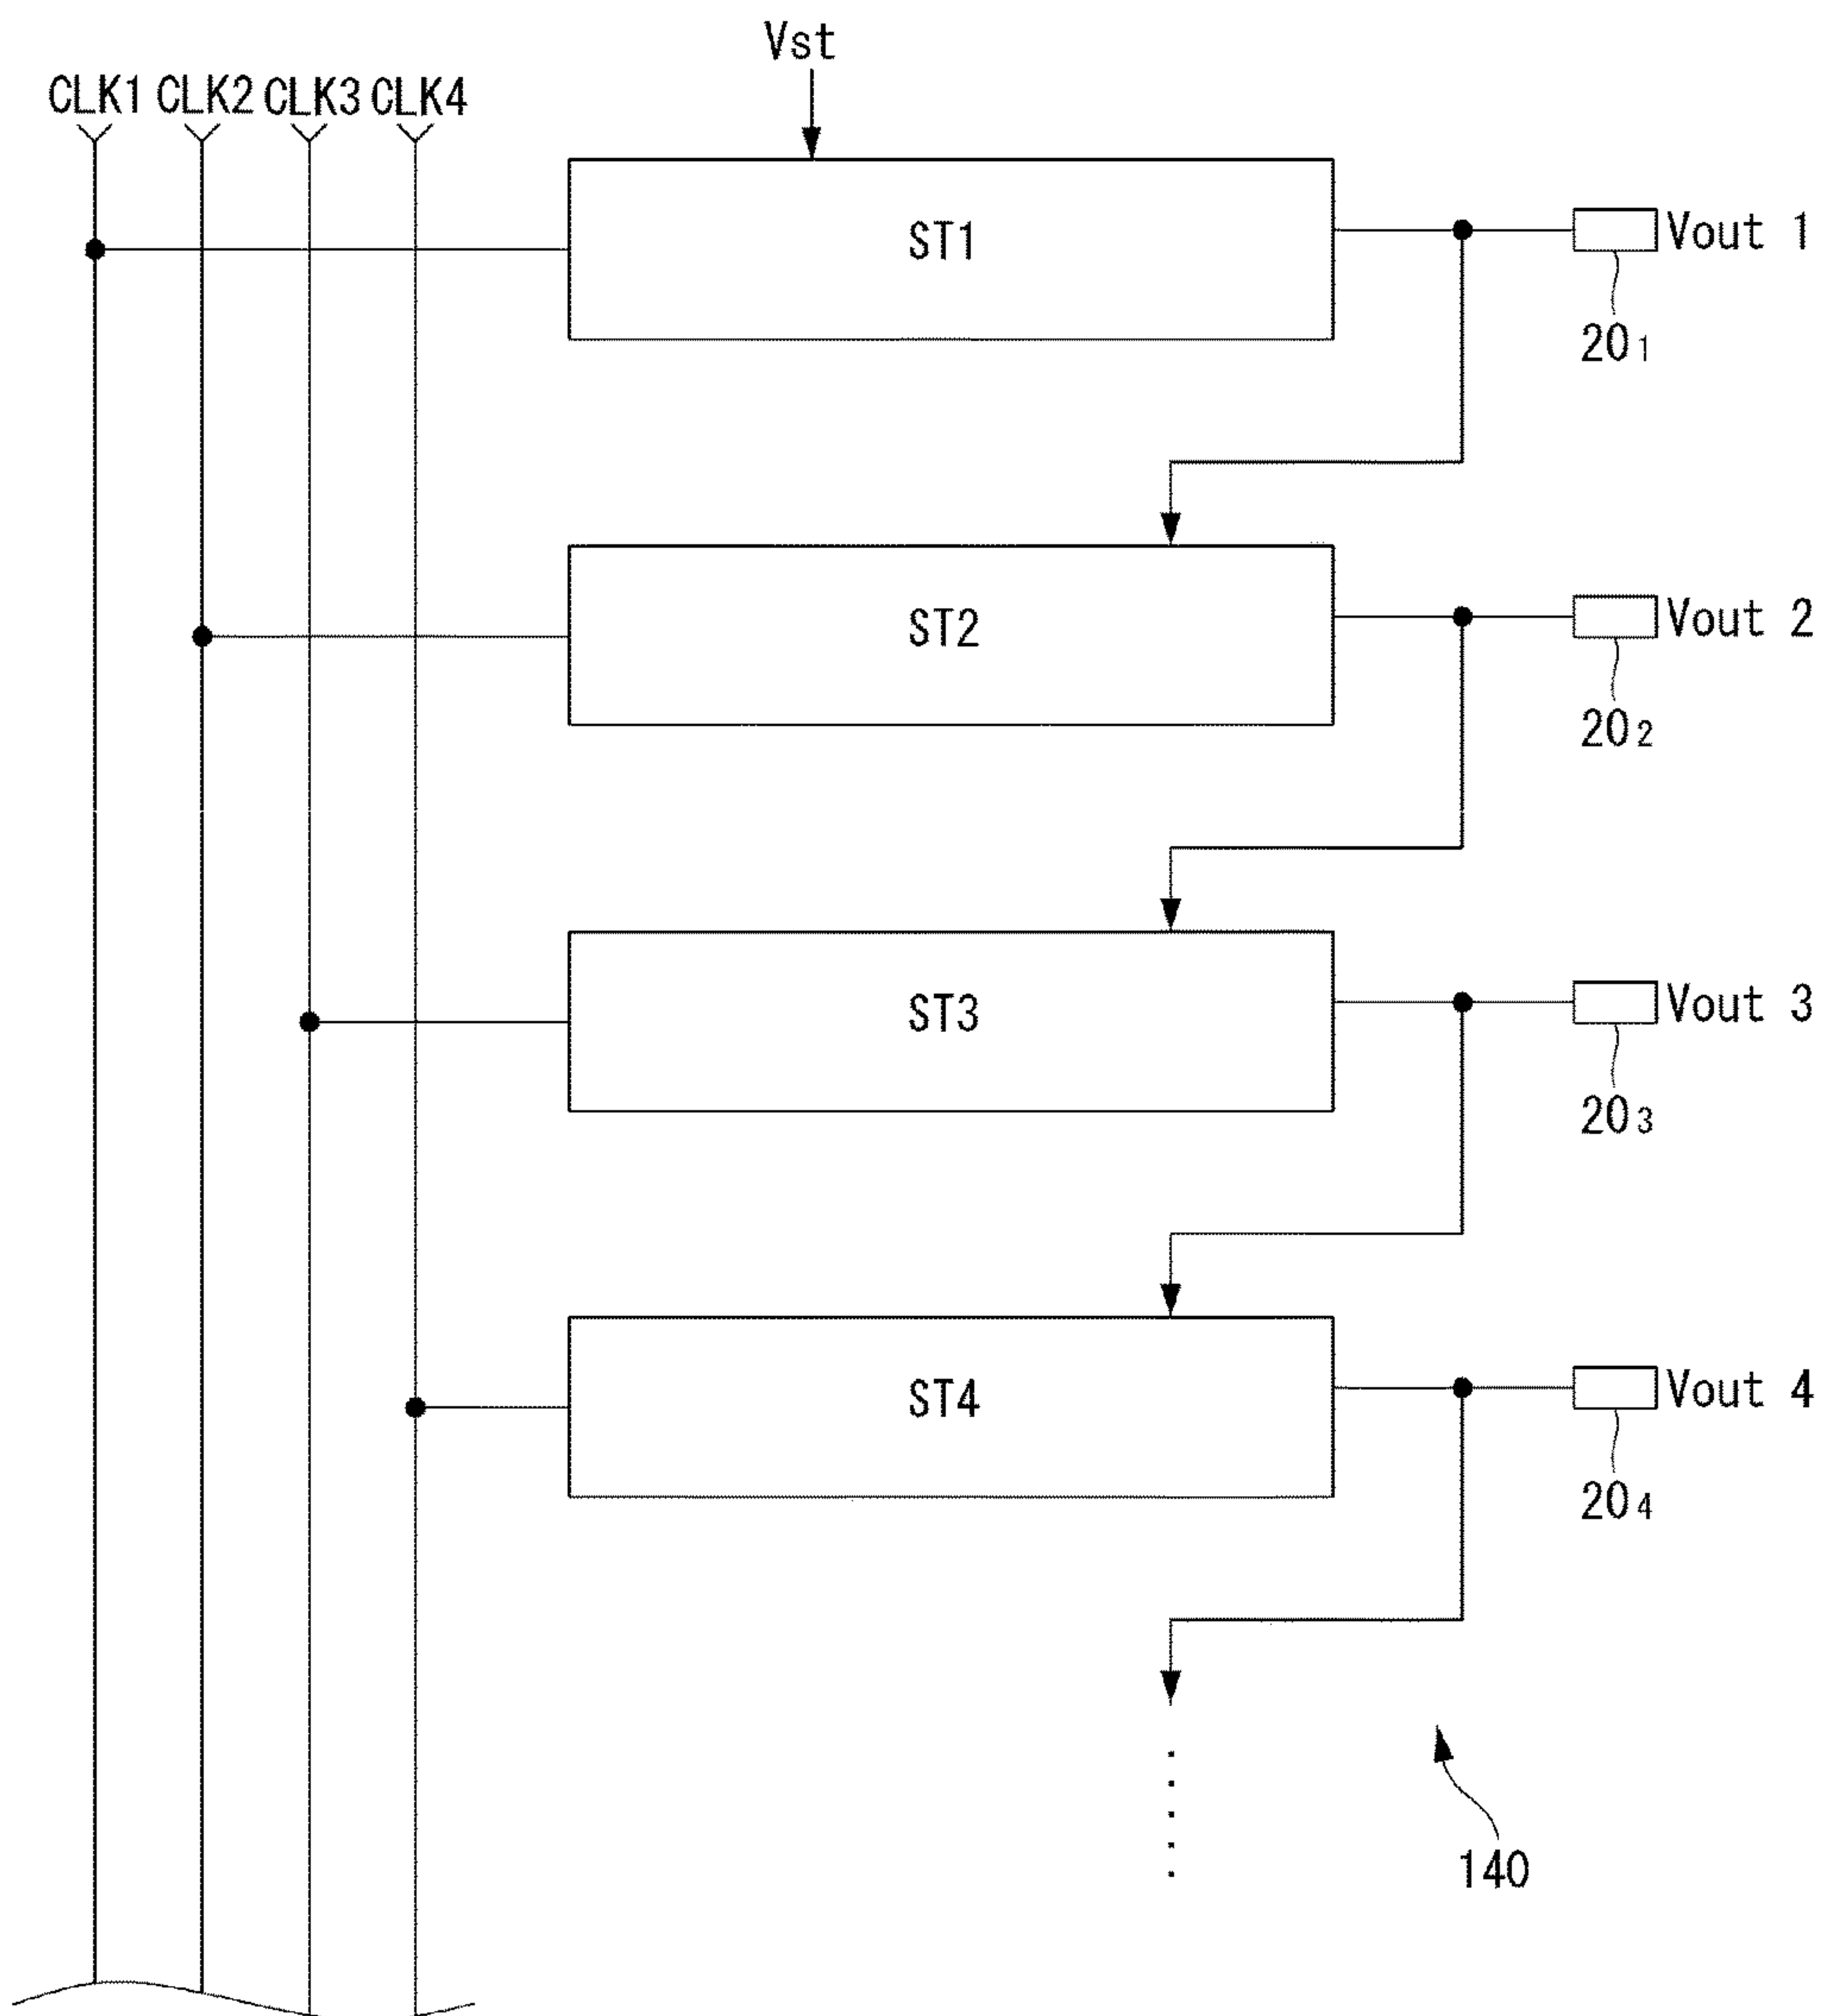 Vst
CLK1 CLK2 CLK3 CLK4
ST1
Vout 1
20₁
ST2
Vout 2
20₂
ST3
Vout 3
20₃
ST4
Vout 4
20₄
140